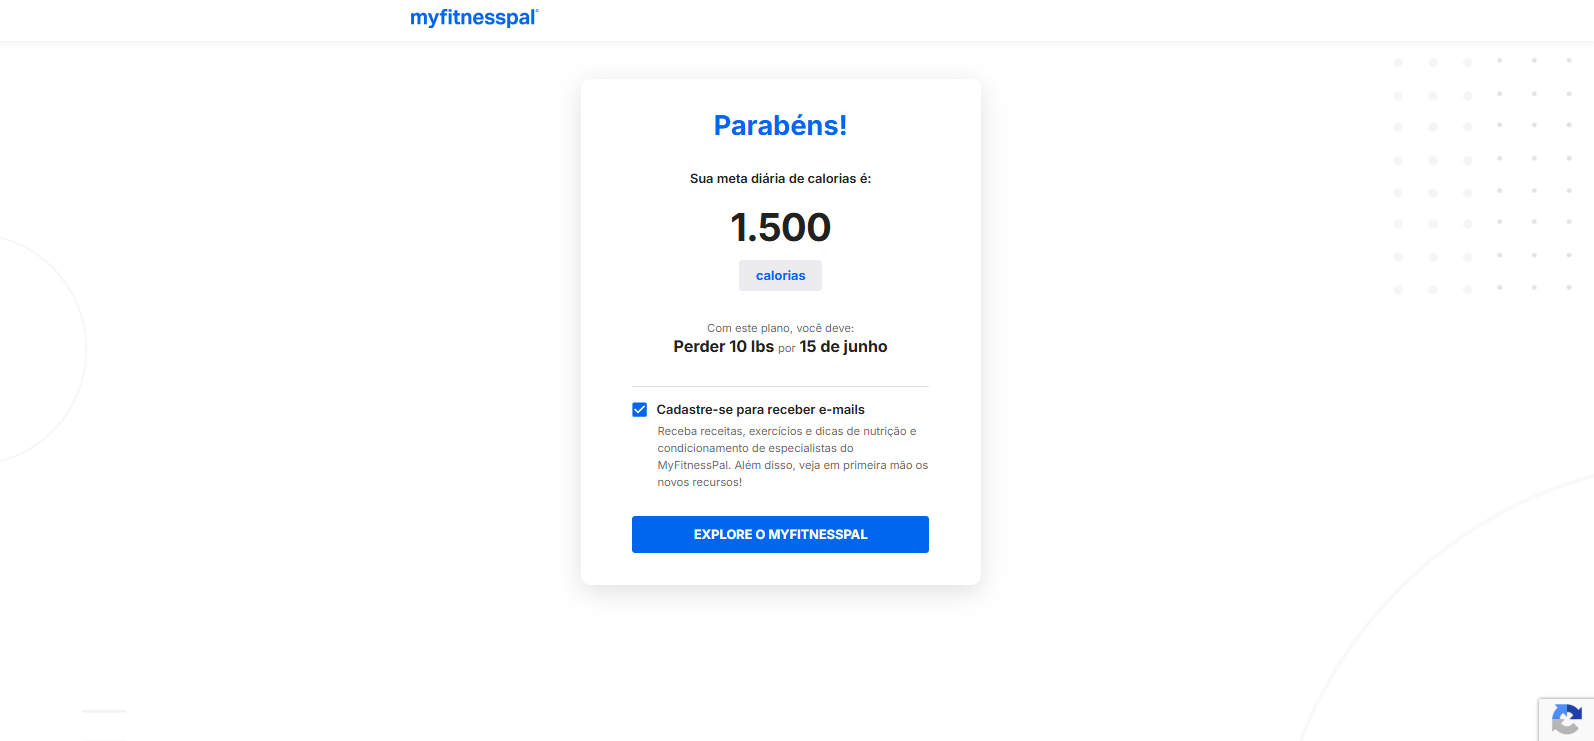 myfitnesspal
Parabéns!
Sua meta diária de calorias é:
1.500
calorias
Com este plano, você deve:
Perder 10 lbs por 15 de junho
Cadastre-se para receber e-mails
Receba receitas, exercícios e dicas de nutrição e
condicionamento de especialistas do
MyFitnessPal. Além disso, veja em primeira mão os
novos recursos!
EXPLORE O MYFITNESSPAL